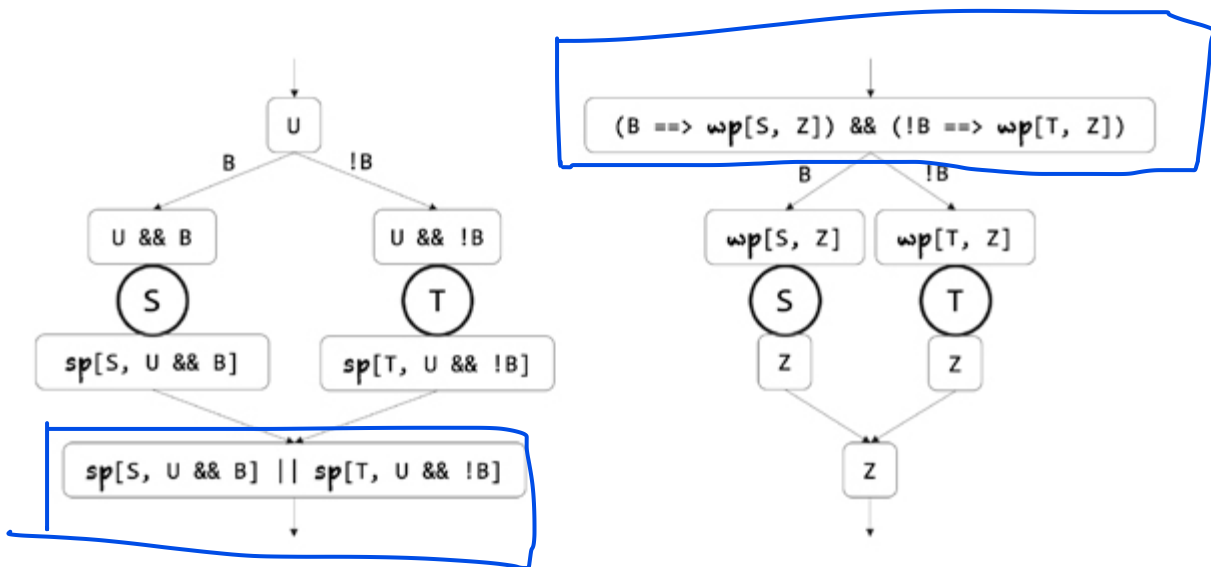 U
B
!B
U && B
U && !B
S
T
sp[S, U && B]
sp[T, U && !B]
sp[S, U && B] || sp[T, U && !B]
(B ==> wp[S, Z]) && (!B ==> wp[T, Z])
B
!B
wp[S, Z]
wp[T, Z]
S
T
Z
Z
Z